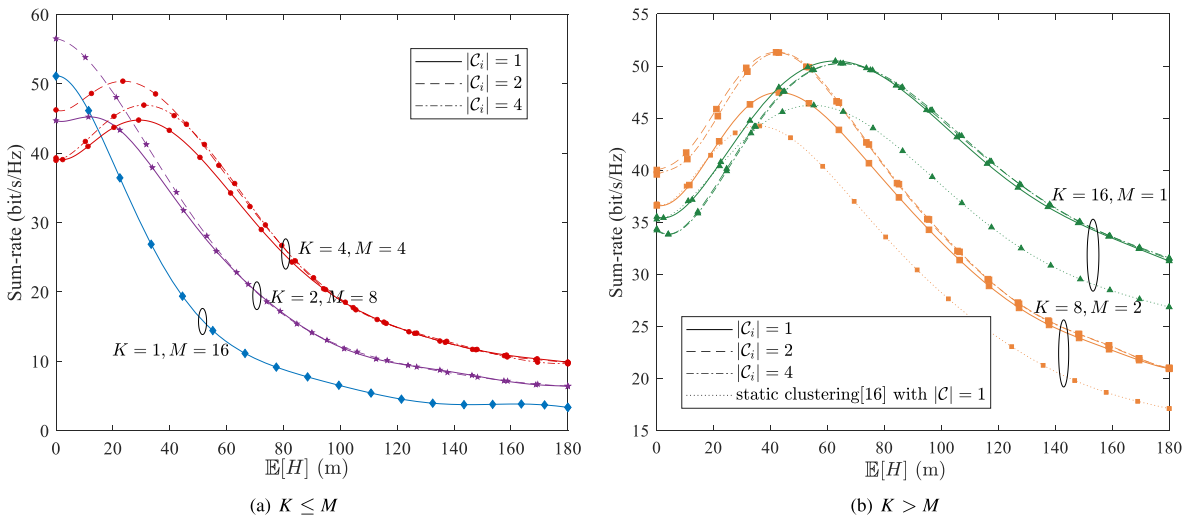 60
50
40
30
20
10
0
0 20 40 60 80 100 120 140 160 180
Sum-rate (bit/s/Hz)
𝔼[H] (m)
|𝒞ᵢ| = 1
|𝒞ᵢ| = 2
|𝒞ᵢ| = 4
K = 4, M = 4
K = 2, M = 8
K = 1, M = 16
(a) K ≤ M
55
50
45
40
35
30
25
20
15
0 20 40 60 80 100 120 140 160 180
Sum-rate (bit/s/Hz)
𝔼[H] (m)
K = 16, M = 1
K = 8, M = 2
|𝒞ᵢ| = 1
|𝒞ᵢ| = 2
|𝒞ᵢ| = 4
static clustering[16] with |𝒞| = 1
(b) K > M